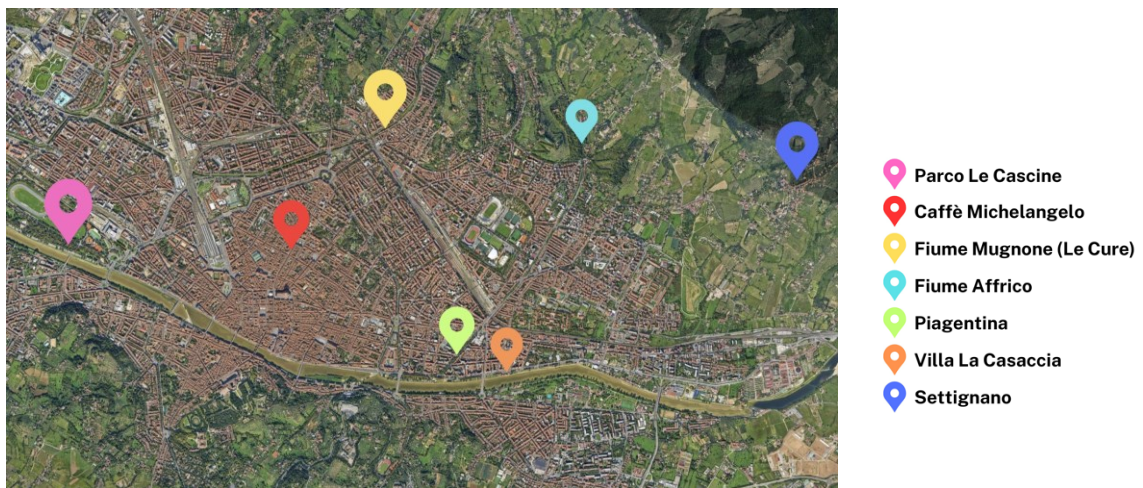 Parco Le Cascine
Caffè Michelangelo
Fiume Mugnone (Le Cure)
Fiume Affrico
Piagentina
Villa La Casaccia
Settignano